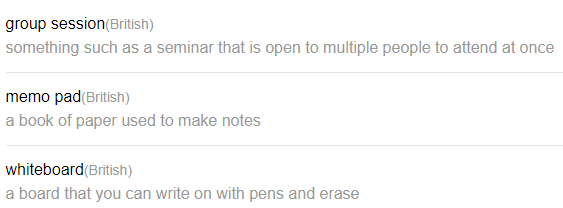 group session(British)
something such as a seminar that is open to multiple people to attend at once
memo pad(British)
a book of paper used to make notes
whiteboard(British)
a board that you can write on with pens and erase